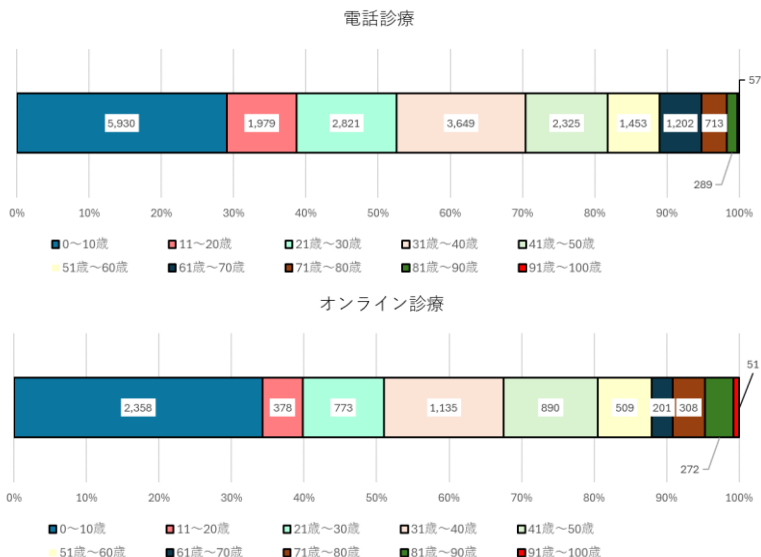 電話診療
57
5,930 1,979 2,821 3,649 2,325 1,453 1,202 713
289
0% 10% 20% 30% 40% 50% 60% 70% 80% 90% 100%
0～10歳 11～20歳 21歳～30歳 31歳～40歳 41歳～50歳
51歳～60歳 61歳～70歳 71歳～80歳 81歳～90歳 91歳～100歳
オンライン診療
51
2,358 378 773 1,135 890 509 201 308
272
0% 10% 20% 30% 40% 50% 60% 70% 80% 90% 100%
0～10歳 11～20歳 21歳～30歳 31歳～40歳 41歳～50歳
51歳～60歳 61歳～70歳 71歳～80歳 81歳～90歳 91歳～100歳